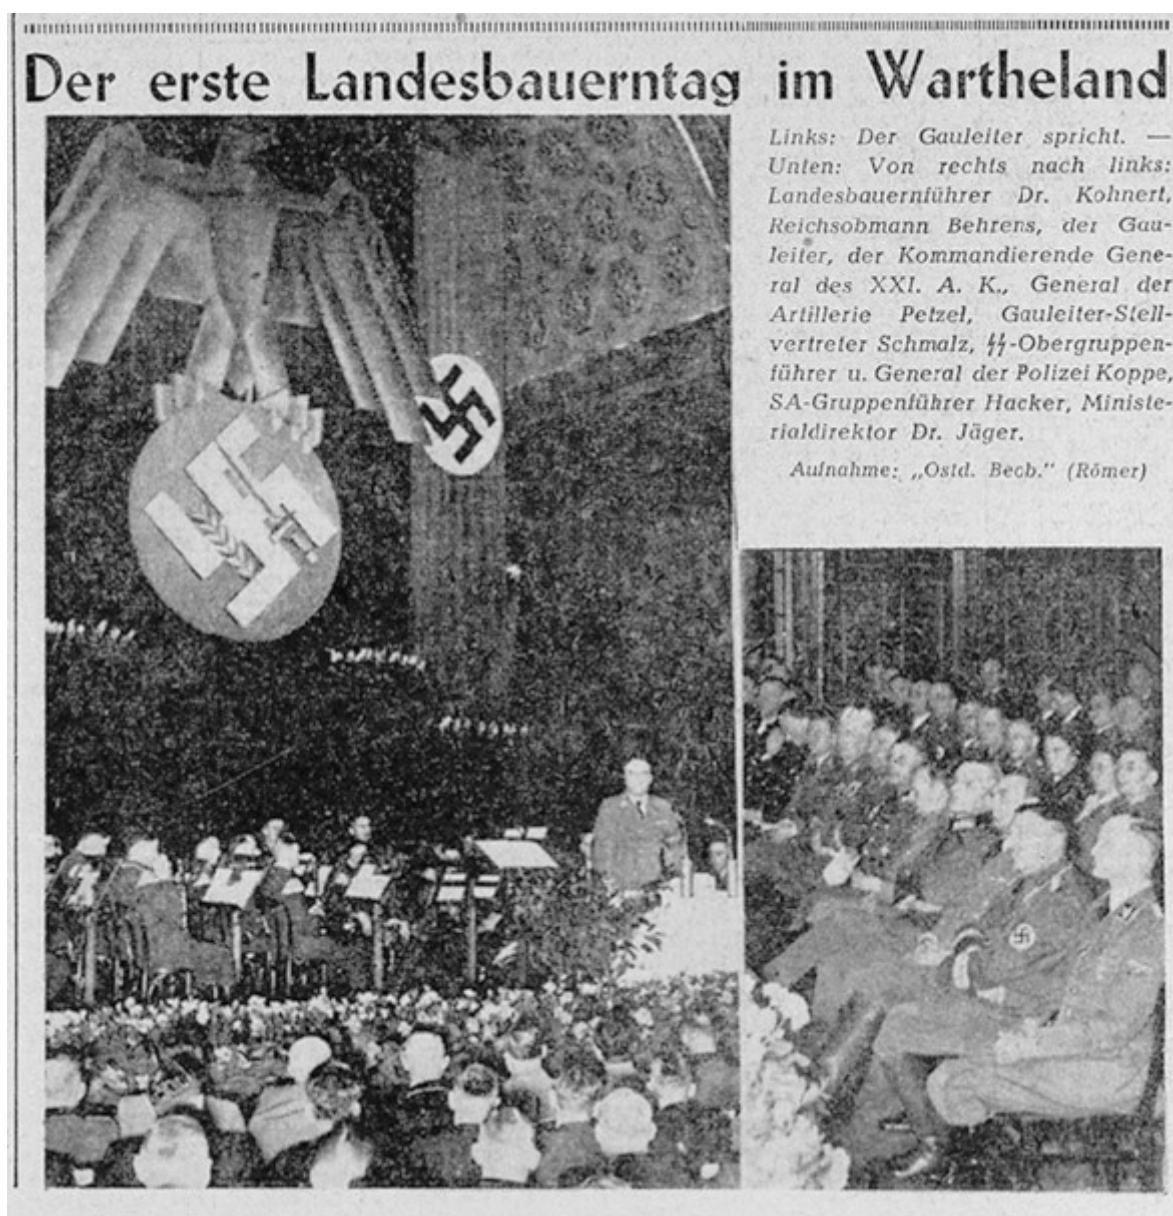 Der erste Landesbauerntag im Wartheland
Links: Der Gauleiter spricht. —
Unten: Von rechts nach links:
Landesbauernführer Dr. Kohnert,
Reichsobmann Behrens, der Gau-
leiter, der Kommandierende Gene-
ral des XXI. A. K., General der
Artillerie Petzel, Gauleiter-Stell-
vertreter Schmalz, ᛋᛋ-Obergruppen-
führer u. General der Polizei Koppe,
SA-Gruppenführer Hacker, Ministe-
rialdirektor Dr. Jäger.
Aufnahme: „Ostd. Beob." (Römer)